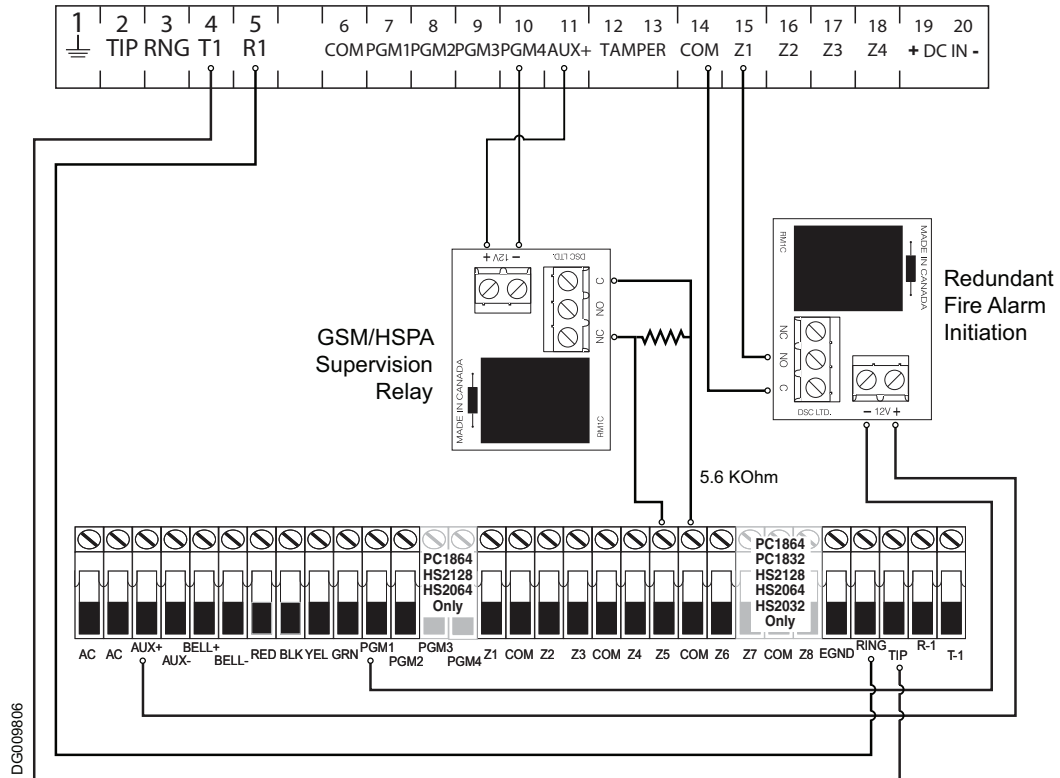 1 2 3 4 5 6 7 8 9 10 11 12 13 14 15 16 17 18 19 20
TIP RNG T1 R1 COM PGM1 PGM2 PGM3 PGM4 AUX+ TAMPER COM Z1 Z2 Z3 Z4 + DC IN -
+ 12V -
DSC LTD.
C
NO
NC
MADE IN CANADA
RM1C
GSM/HSPA
Supervision
Relay
RM1C
MADE IN CANADA
NC
NO
C
DSC LTD.
- 12V +
Redundant
Fire Alarm
Initiation
5.6 KOhm
PC1864
HS2128
HS2064
Only
PC1864
PC1832
HS2128
HS2064
HS2032
Only
AC AC AUX+ AUX- BELL+ BELL- RED BLK YEL GRN PGM1 PGM2 PGM3 PGM4 Z1 COM Z2 Z3 COM Z4 Z5 COM Z6 Z7 COM Z8 EGND RING TIP R-1 T-1
DG009806